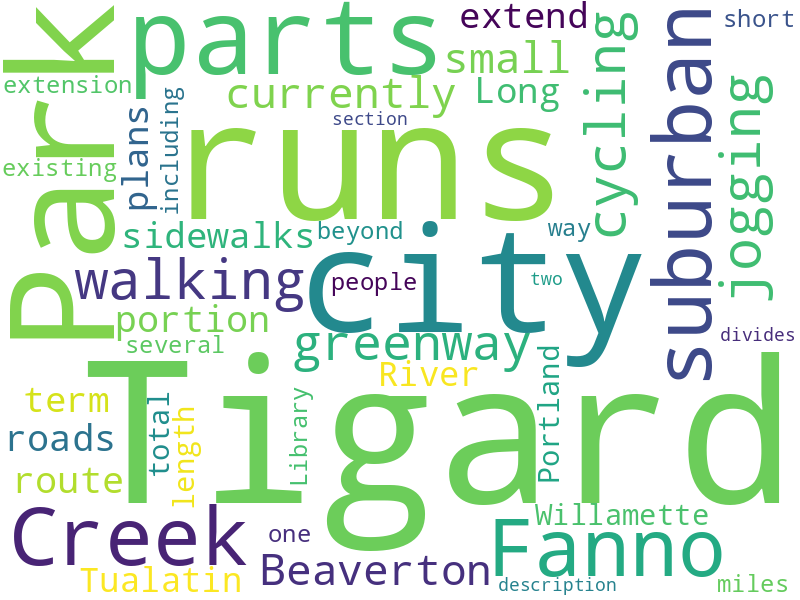 Park
parts
extend
short
small
suburban
extension
currently
Long
cycling
jogging
plans
including
runs
section
existing
sidewalks
beyond
way
city
walking
people
two
portion
greenway
several
River
divides
Tigard
term
total
length
Library
Portland
roads
route
Creek
one
Willamette
Fanno
Tualatin
Beaverton
description
miles